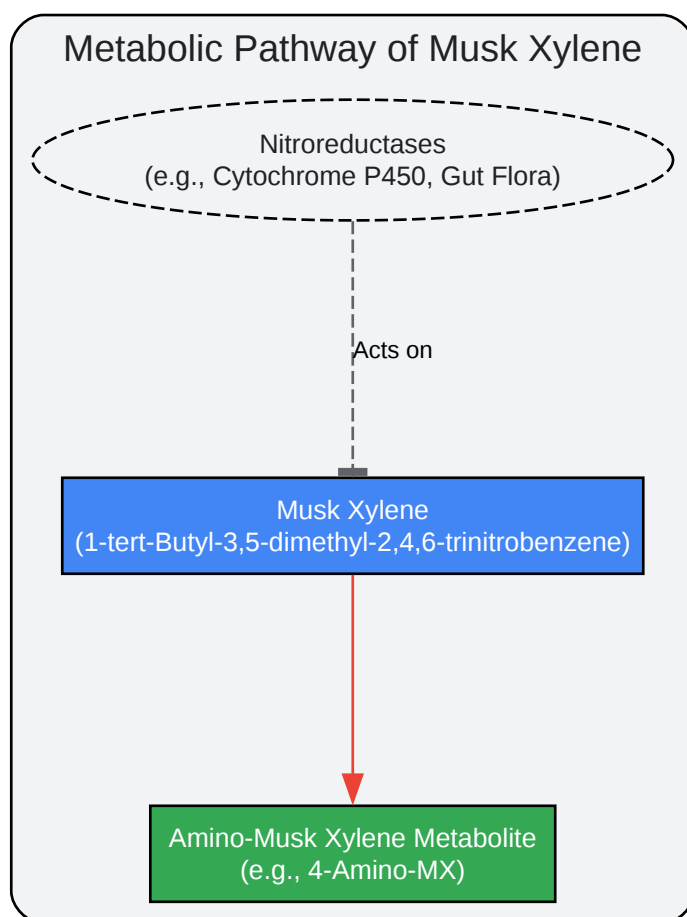 Metabolic Pathway of Musk Xylene
Nitroreductases
(e.g., Cytochrome P450, Gut Flora)
Acts on
Musk Xylene
(1-tert-Butyl-3,5-dimethyl-2,4,6-trinitrobenzene)
Amino-Musk Xylene Metabolite
(e.g., 4-Amino-MX)